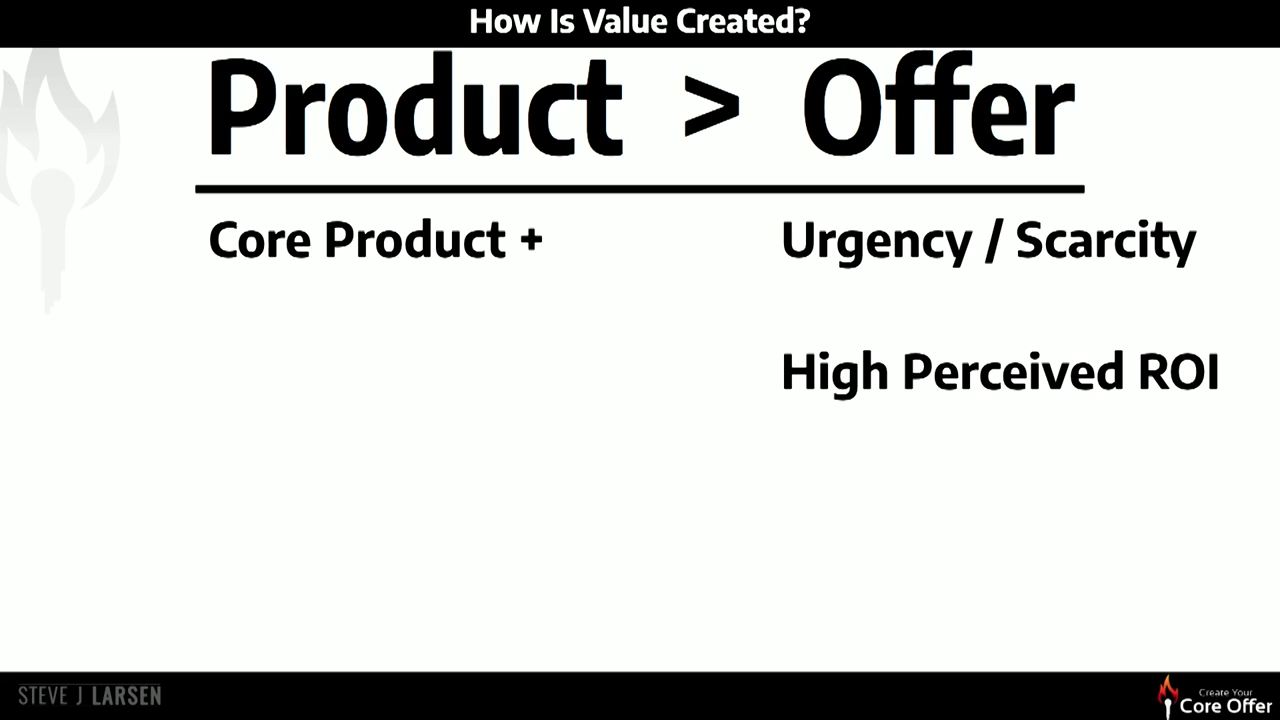 How Is Value Created?
Product > Offer
Core Product +
Urgency / Scarcity
High Perceived ROI
STEVE J LARSEN
Create Your
Core Offer